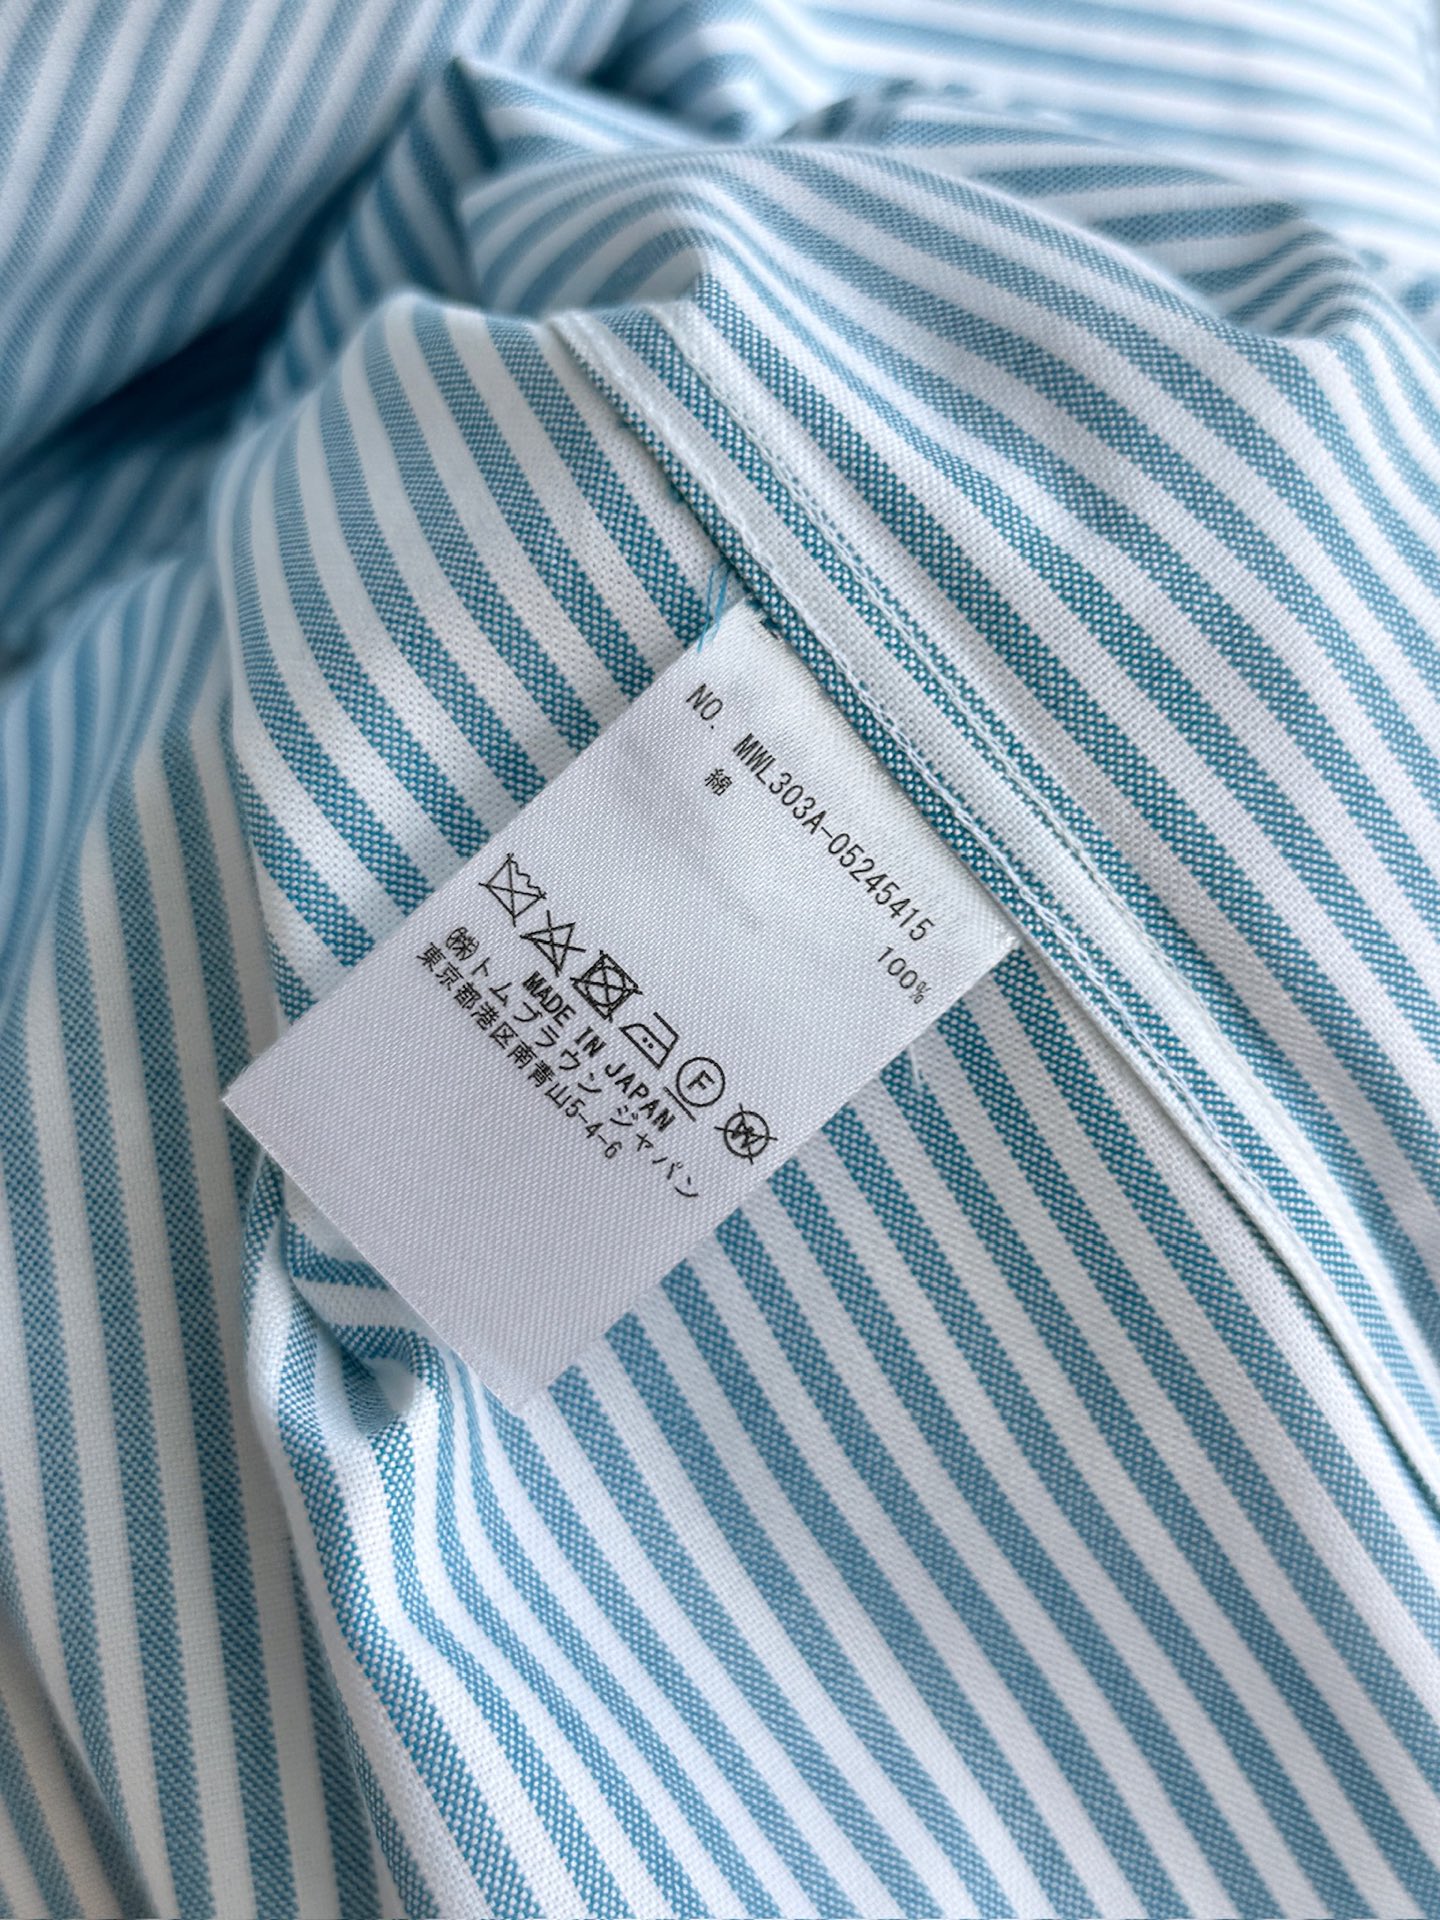 NO. MWL303A-05245415
綿 100%
F W
MADE IN JAPAN
㈱トムブラウン ジャパン
東京都港区南青山5-4-6